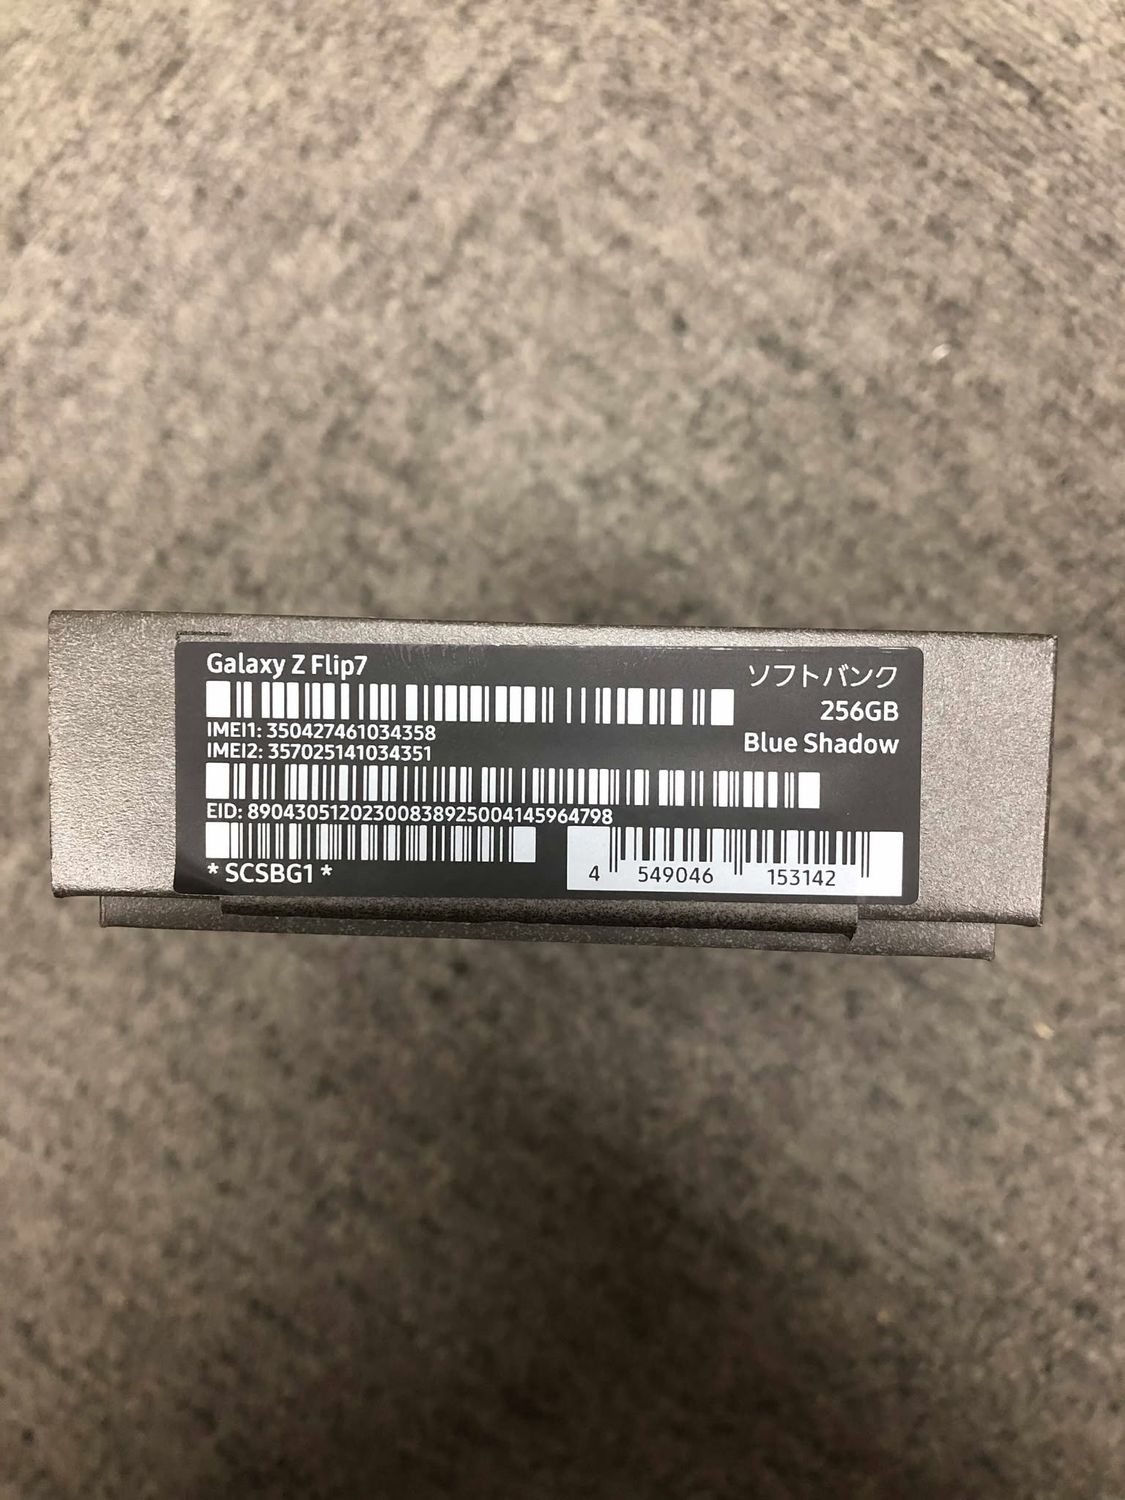 Galaxy Z Flip7
ソフトバンク
256GB
Blue Shadow
IMEI1: 350427461034358
IMEI2: 357025141034351
EID: 89043051202300838925004145964798
* SCSBG1 *
4 549046 153142